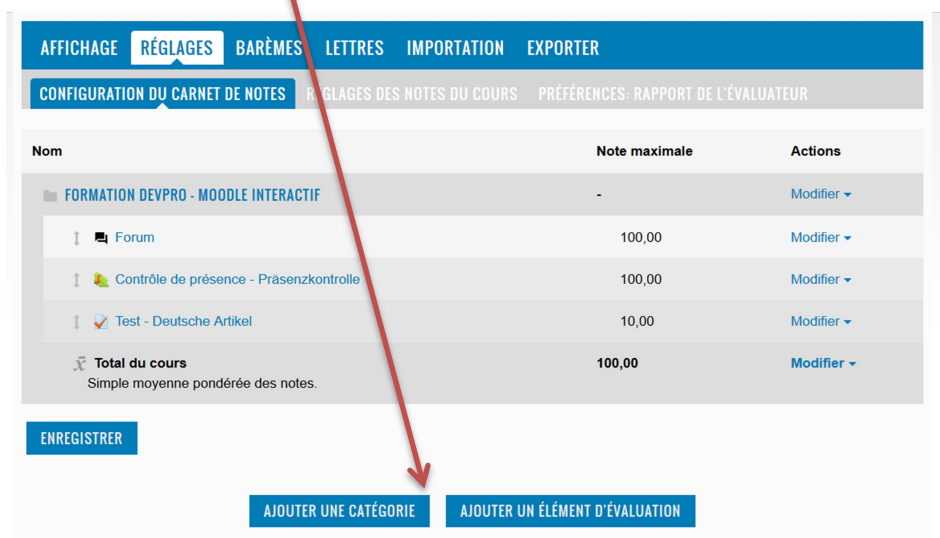 AFFICHAGE RÉGLAGES BARÈMES LETTRES IMPORTATION EXPORTER
CONFIGURATION DU CARNET DE NOTES RÉGLAGES DES NOTES DU COURS PRÉFÉRENCES: RAPPORT DE L'ÉVALUATEUR
Nom Note maximale Actions
FORMATION DEVPRO - MOODLE INTERACTIF - Modifier
Forum 100,00 Modifier
Contrôle de présence - Präsenzkontrolle 100,00 Modifier
Test - Deutsche Artikel 10,00 Modifier
Total du cours 100,00 Modifier
Simple moyenne pondérée des notes.
ENREGISTRER
AJOUTER UNE CATÉGORIE AJOUTER UN ÉLÉMENT D'ÉVALUATION